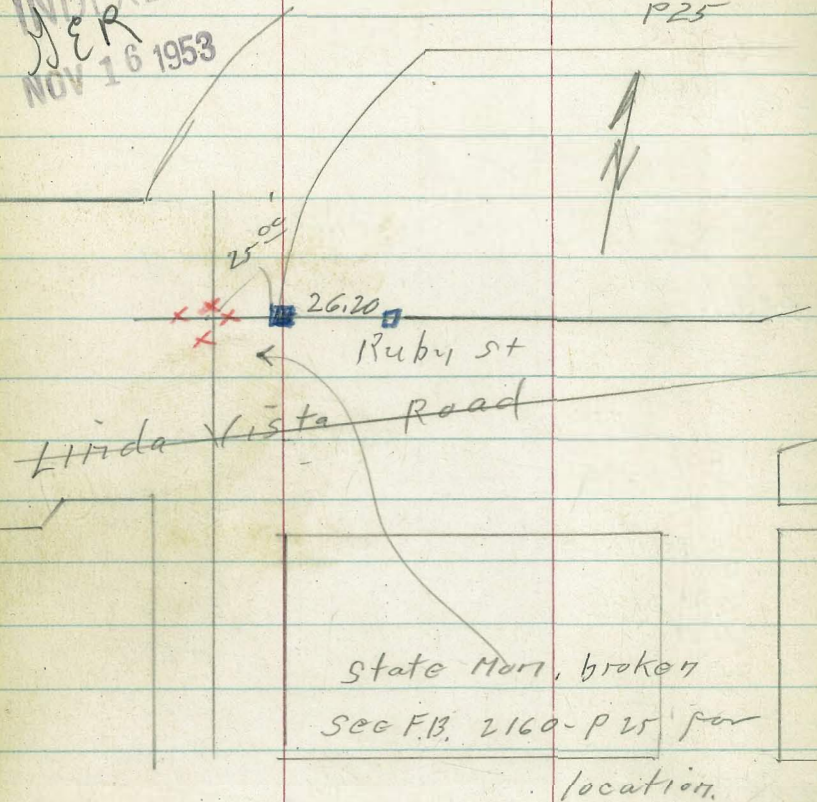 P25
NOV 16 1953
25.00
26.20
Ruby st
Linda Vista Road
N
State Mon. broken
See F.B. 2160-P25 for
location.